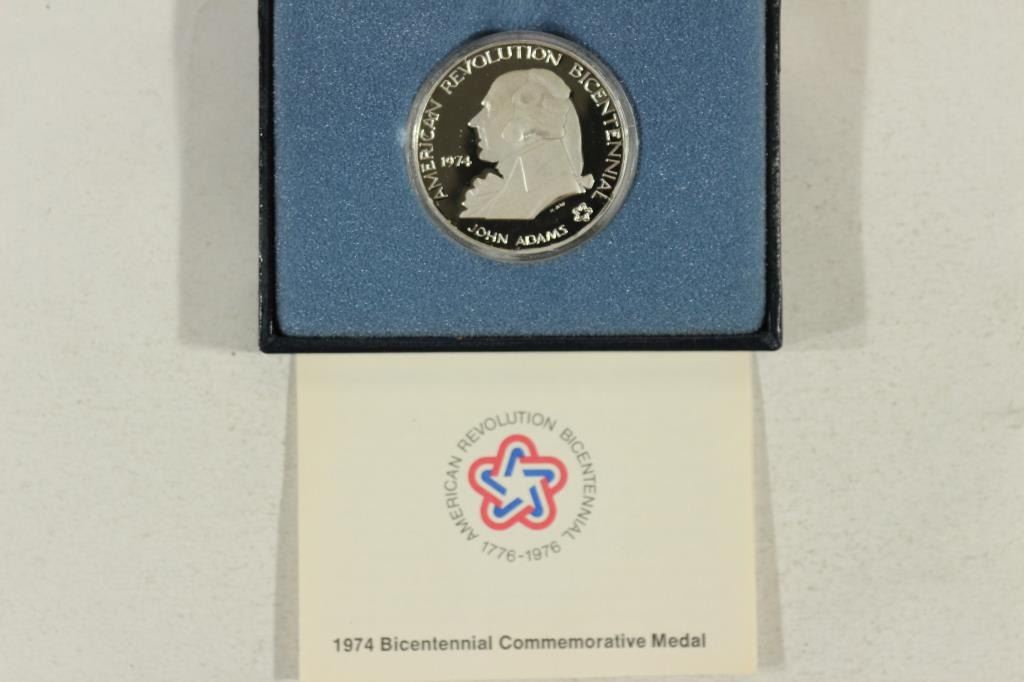 AMERICAN REVOLUTION BICENTENNIAL
1974
JOHN ADAMS
AMERICAN REVOLUTION BICENTENNIAL
1776-1976
1974 Bicentennial Commemorative Medal